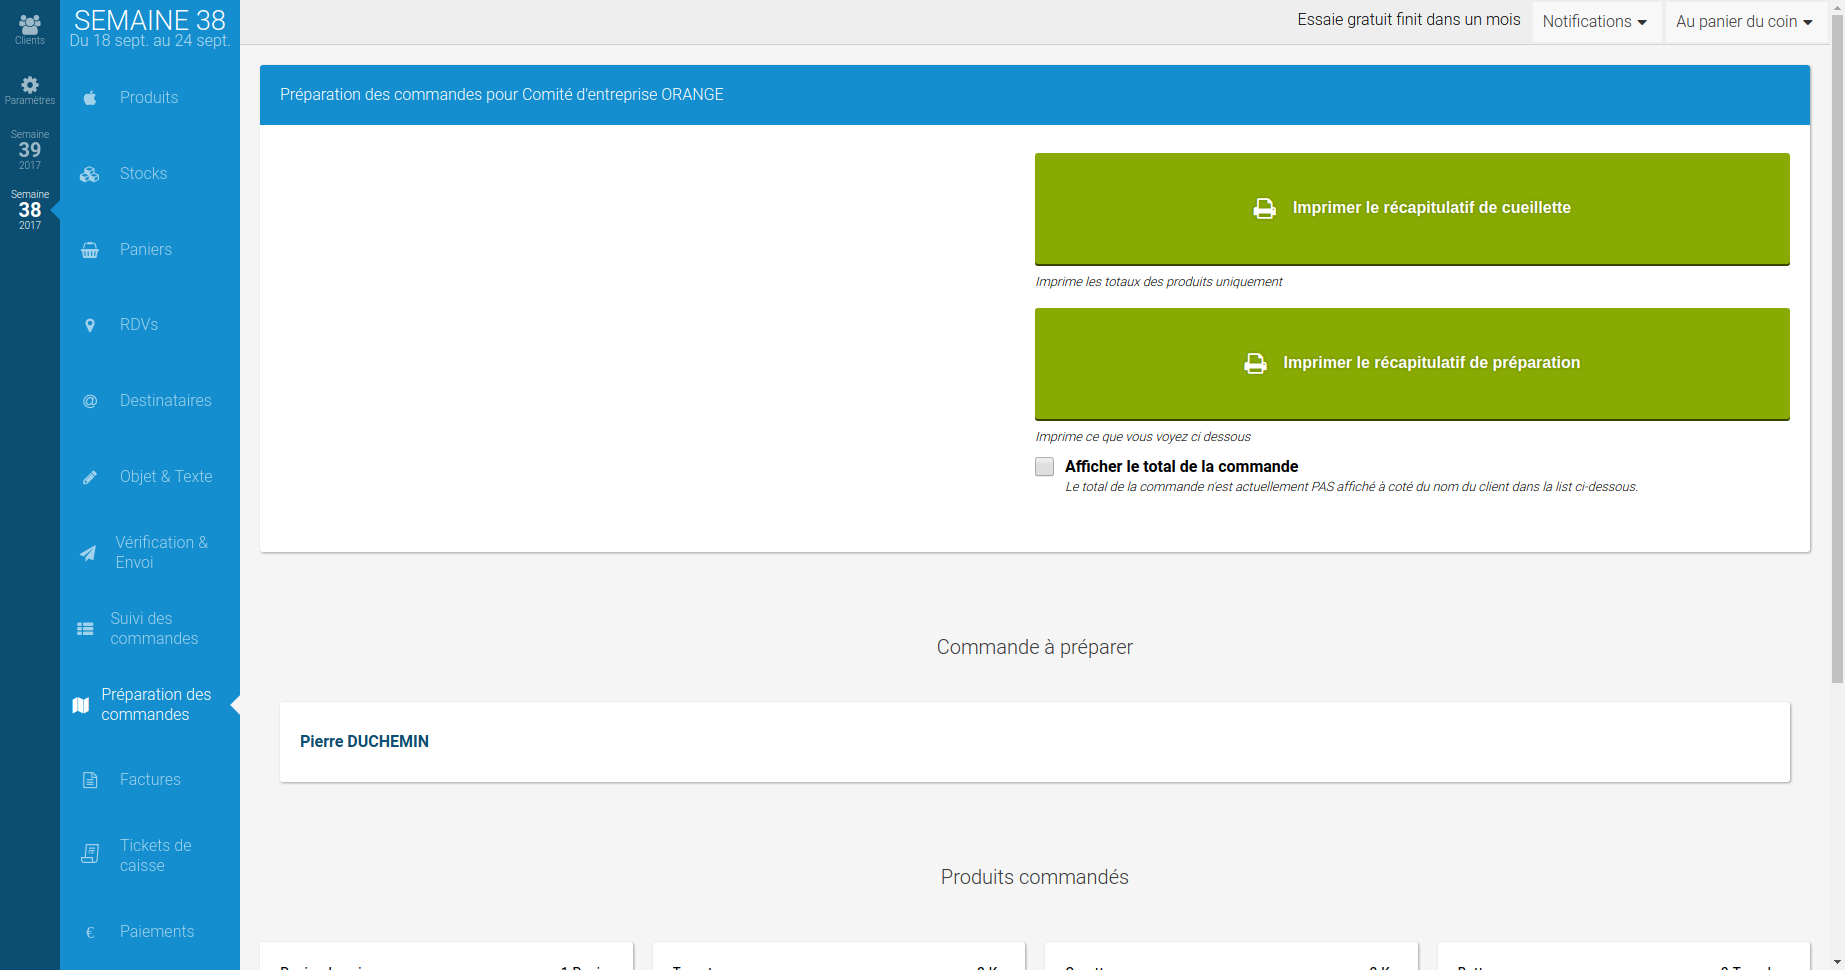 Clients
Paramètres
Semaine
39
2017
Semaine
38
2017
SEMAINE 38
Du 18 sept. au 24 sept.
Produits
Stocks
Paniers
RDVs
@ Destinataires
Objet & Texte
Vérification &
Envoi
Suivi des
commandes
Préparation des
commandes
Factures
Tickets de
caisse
€ Paiements
Essaie gratuit finit dans un mois
Notifications
Au panier du coin
Préparation des commandes pour Comité d'entreprise ORANGE
Imprimer le récapitulatif de cueillette
Imprime les totaux des produits uniquement
Imprimer le récapitulatif de préparation
Imprime ce que vous voyez ci dessous
Afficher le total de la commande
Le total de la commande n'est actuellement PAS affiché à coté du nom du client dans la list ci-dessous.
Commande à préparer
Pierre DUCHEMIN
Produits commandés